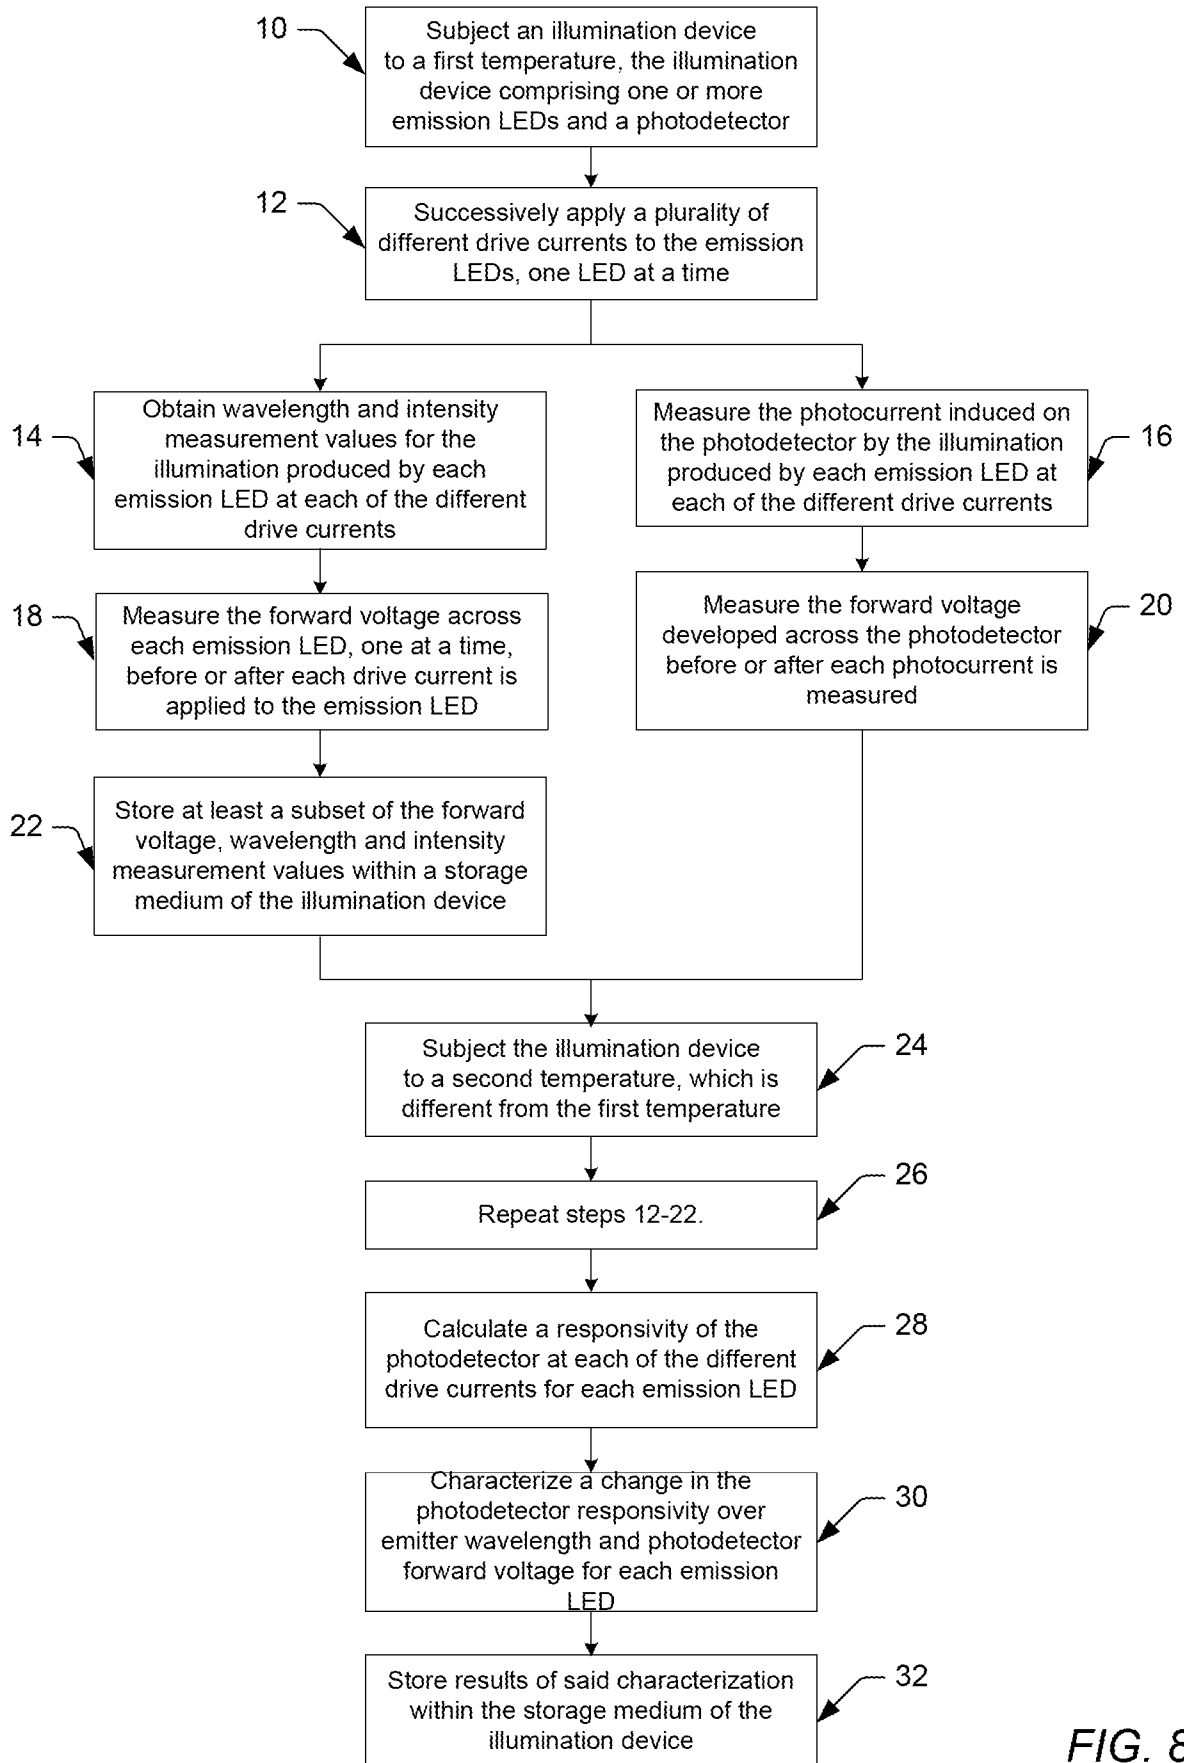 10
Subject an illumination device
to a first temperature, the illumination
device comprising one or more
emission LEDs and a photodetector
12
Successively apply a plurality of
different drive currents to the emission
LEDs, one LED at a time
14
Obtain wavelength and intensity
measurement values for the
illumination produced by each
emission LED at each of the different
drive currents
Measure the photocurrent induced on
the photodetector by the illumination
produced by each emission LED at
each of the different drive currents
16
18
Measure the forward voltage across
each emission LED, one at a time,
before or after each drive current is
applied to the emission LED
Measure the forward voltage
developed across the photodetector
before or after each photocurrent is
measured
20
22
Store at least a subset of the forward
voltage, wavelength and intensity
measurement values within a storage
medium of the illumination device
Subject the illumination device
to a second temperature, which is
different from the first temperature
24
Repeat steps 12-22.
26
Calculate a responsivity of the
photodetector at each of the different
drive currents for each emission LED
28
Characterize a change in the
photodetector responsivity over
emitter wavelength and photodetector
forward voltage for each emission
LED
30
Store results of said characterization
within the storage medium of the
illumination device
32
FIG. 8